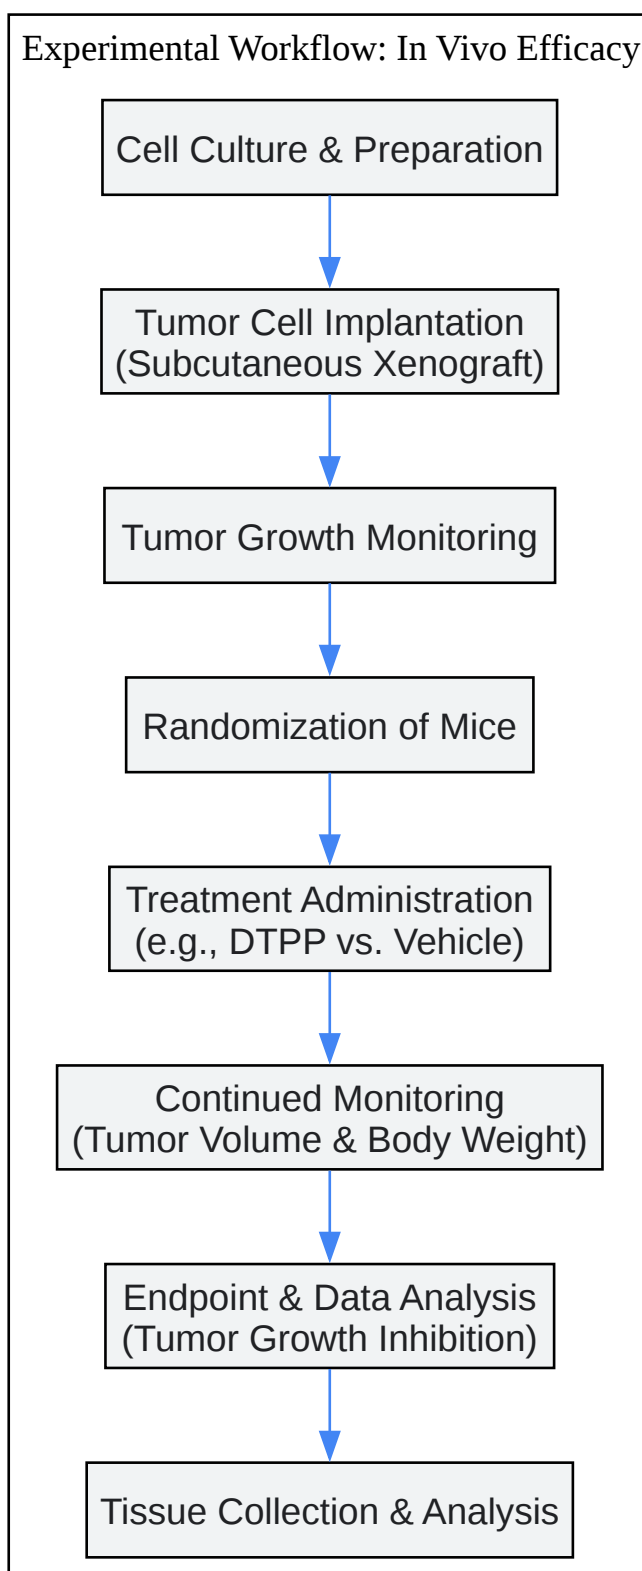 Experimental Workflow: In Vivo Efficacy
Cell Culture & Preparation
Tumor Cell Implantation
(Subcutaneous Xenograft)
Tumor Growth Monitoring
Randomization of Mice
Treatment Administration
(e.g., DTPP vs. Vehicle)
Continued Monitoring
(Tumor Volume & Body Weight)
Endpoint & Data Analysis
(Tumor Growth Inhibition)
Tissue Collection & Analysis